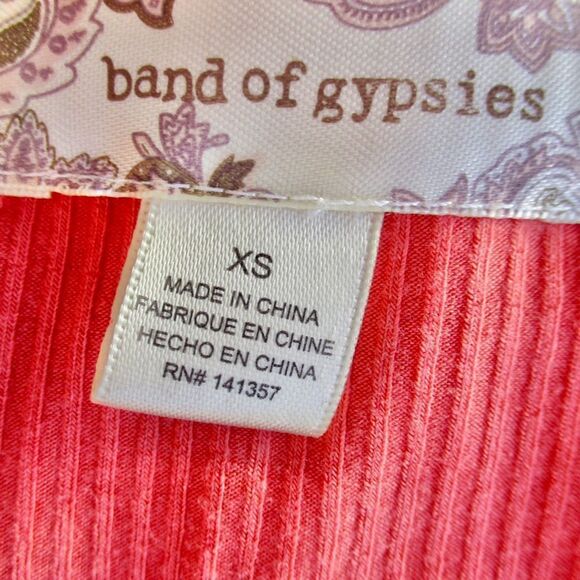 band of gypsies
XS
MADE IN CHINA
FABRIQUE EN CHINE
HECHO EN CHINA
RN# 141357